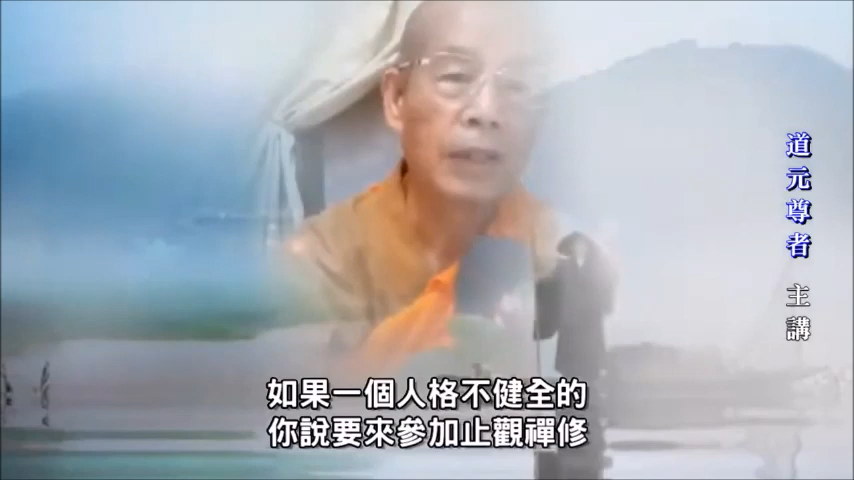 道元尊者 主講
如果一個人格不健全的
你說要來參加止觀禪修